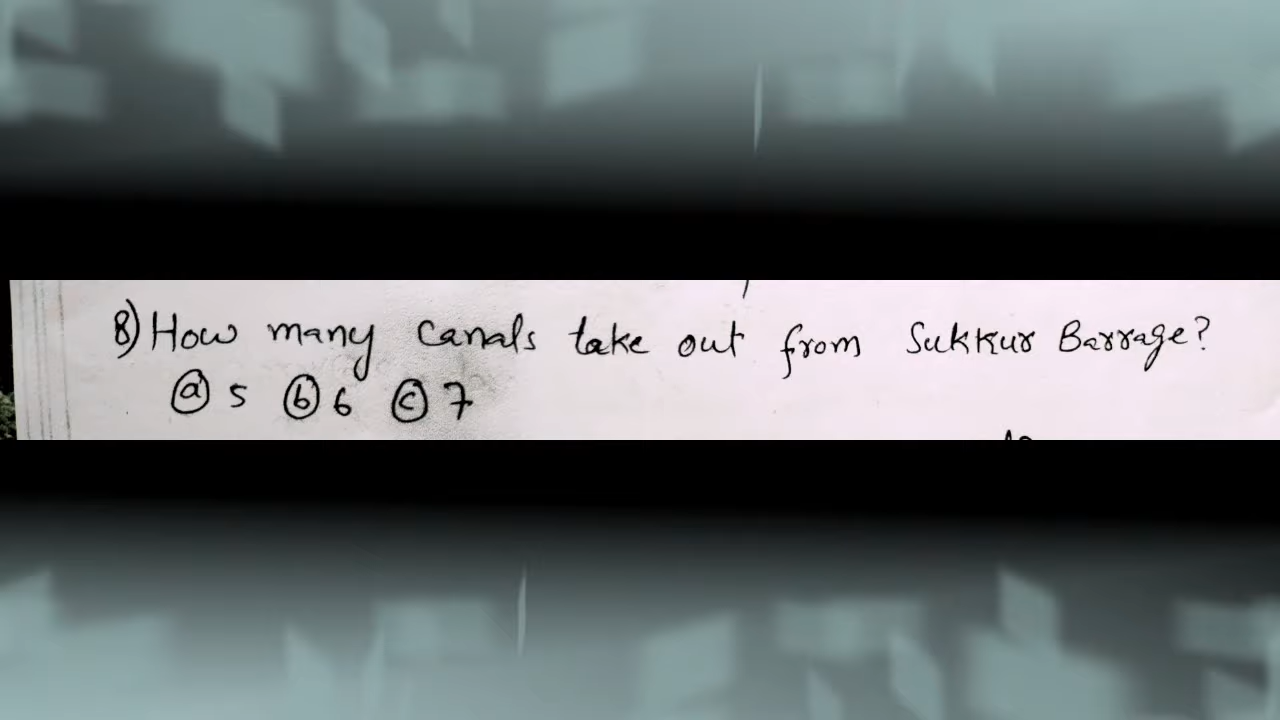 8) How many canals take out from Sukkur Barrage?
ⓐ 5 ⓑ 6 ⓒ 7